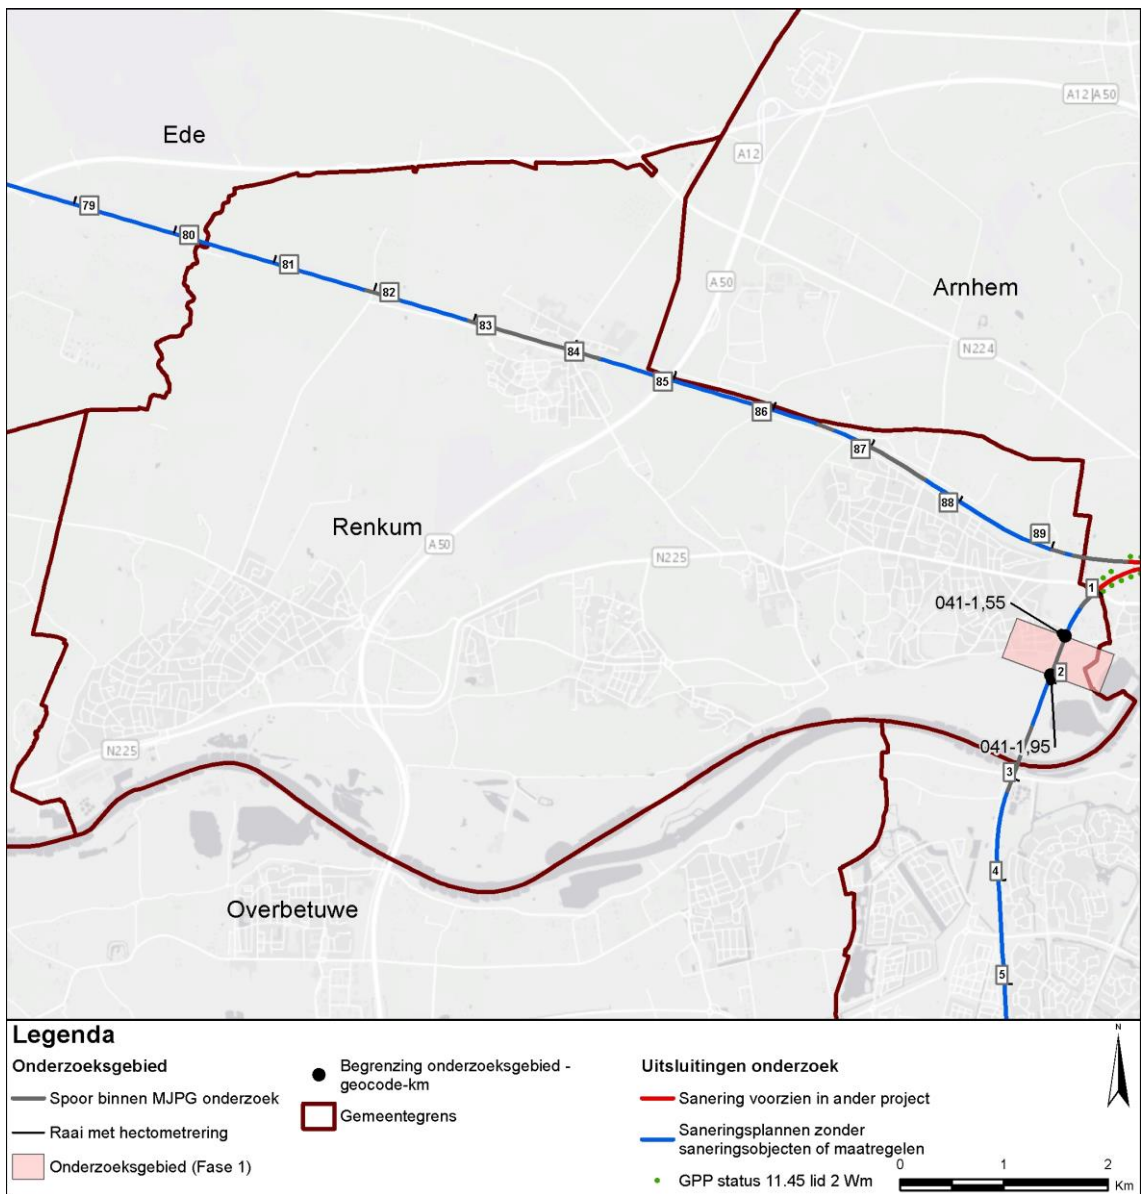 Ede
A12|A50
A12
79
80
81
A50
Arnhem
82
83
N224
84
85
86
87
88
Renkum
A50
89
N225
1
041-1,55
2
N225
041-1,95
3
4
Overbetuwe
5
Legenda
Onderzoeksgebied
Spoor binnen MJPG onderzoek
Raai met hectometrering
Onderzoeksgebied (Fase 1)
Begrenzing onderzoeksgebied -
geocode-km
Gemeentegrens
Uitsluitingen onderzoek
Sanering voorzien in ander project
Saneringsplannen zonder
saneringsobjecten of maatregelen
GPP status 11.45 lid 2 Wm
N
0
1
2
Km